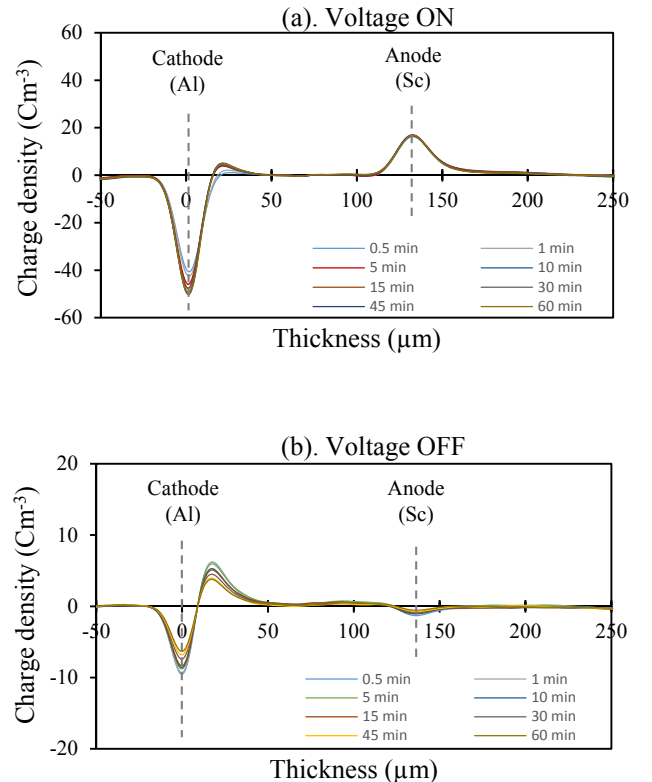 (a). Voltage ON
Charge density (Cm⁻³)
60
40
20
0
-20
-40
-60
Cathode
(Al)
Anode
(Sc)
-50 0 50 100 150 200 250
0.5 min 1 min
5 min 10 min
15 min 30 min
45 min 60 min
Thickness (µm)
(b). Voltage OFF
Charge density (Cm⁻³)
20
10
0
-10
-20
Cathode
(Al)
Anode
(Sc)
-50 0 50 100 150 200 250
0.5 min 1 min
5 min 10 min
15 min 30 min
45 min 60 min
Thickness (µm)